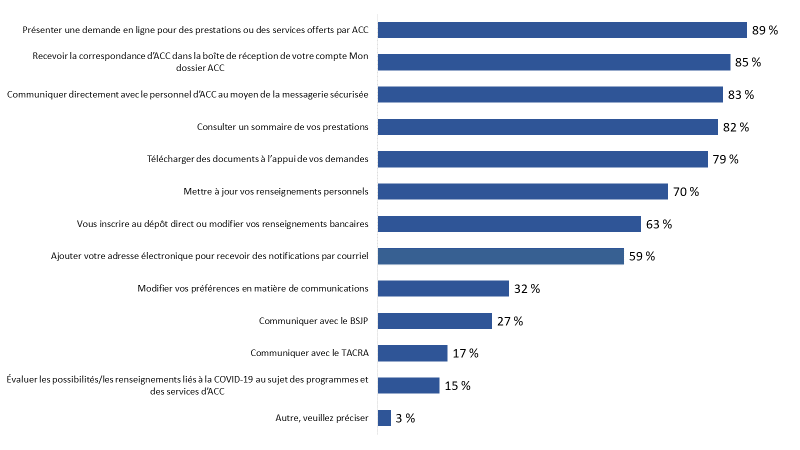 Présenter une demande en ligne pour des prestations ou des services offerts par ACC
89 %
Recevoir la correspondance d'ACC dans la boîte de réception de votre compte Mon
dossier ACC
85 %
Communiquer directement avec le personnel d'ACC au moyen de la messagerie sécurisée
83 %
Consulter un sommaire de vos prestations
82 %
Télécharger des documents à l'appui de vos demandes
79 %
Mettre à jour vos renseignements personnels
70 %
Vous inscrire au dépôt direct ou modifier vos renseignements bancaires
63 %
Ajouter votre adresse électronique pour recevoir des notifications par courriel
59 %
Modifier vos préférences en matière de communications
32 %
Communiquer avec le BSJP
27 %
Communiquer avec le TACRA
17 %
Évaluer les possibilités/les renseignements liés à la COVID-19 au sujet des programmes et
des services d'ACC
15 %
Autre, veuillez préciser
3 %